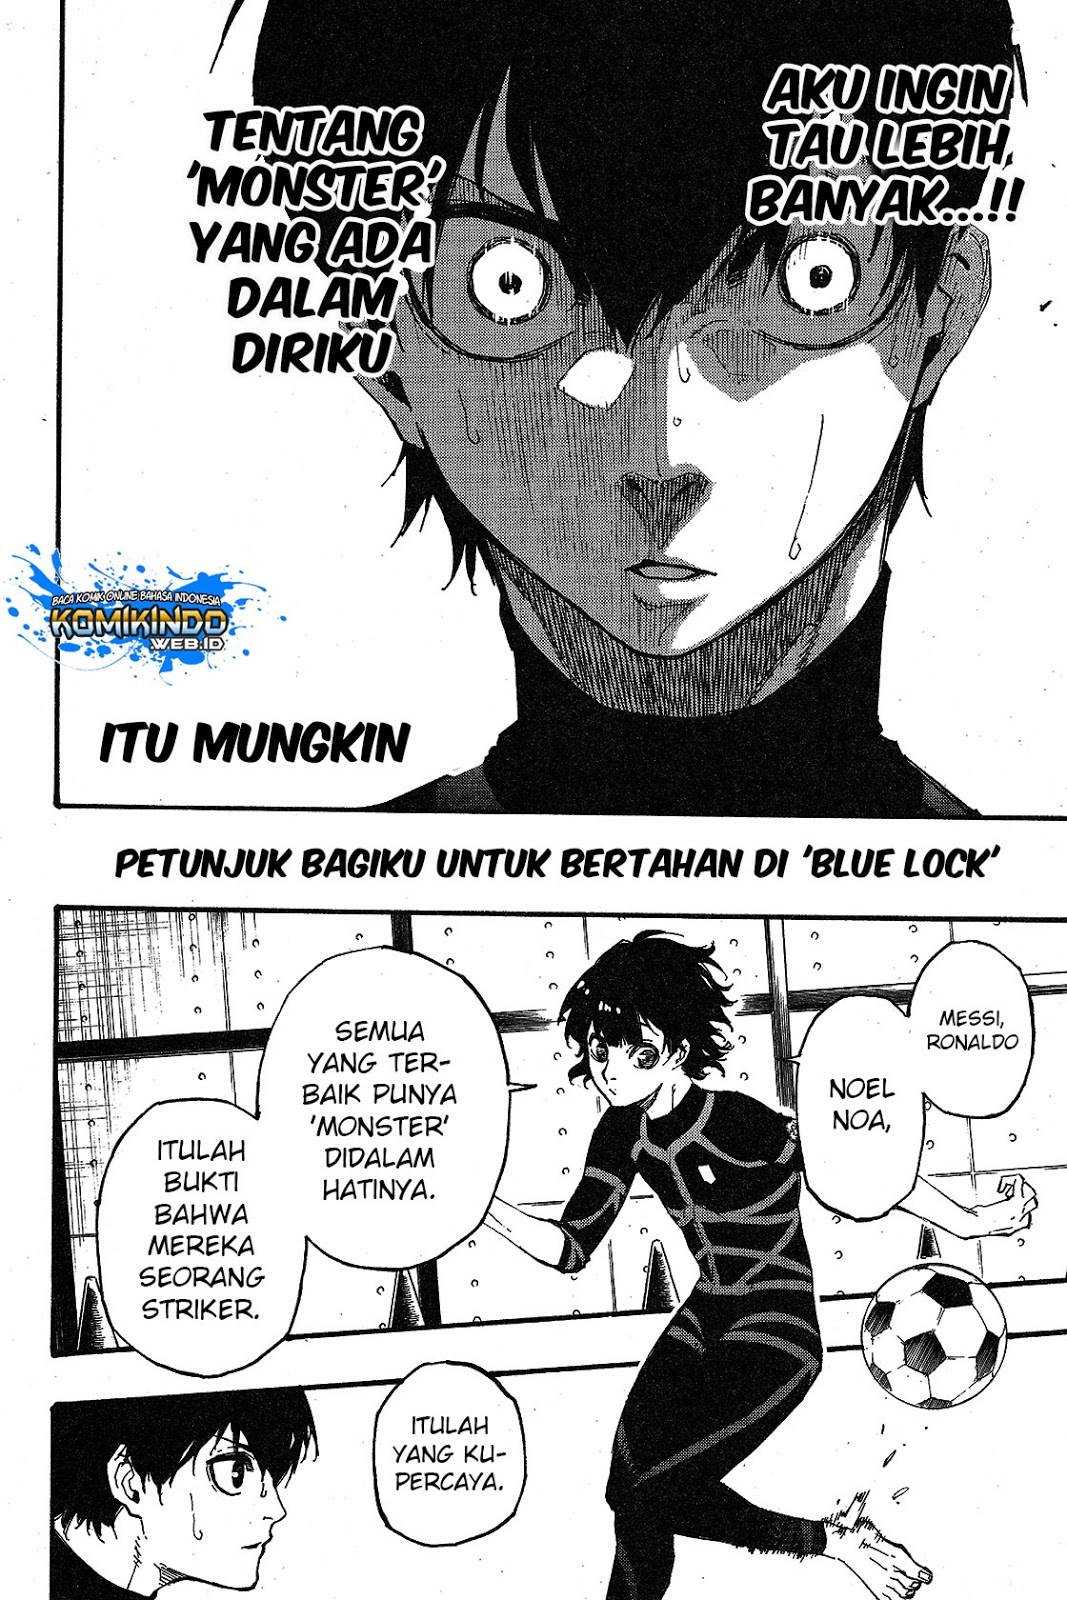 AKU INGIN
TAU LEBIH
BANYAK...!!
TENTANG
'MONSTER'
YANG ADA
DALAM
DIRIKU
BACA KOMIK ONLINE BAHASA INDONESIA
KOMIKINDO
.WEB.ID
ITU MUNGKIN
PETUNJUK BAGIKU UNTUK BERTAHAN DI 'BLUE LOCK'
MESSI,
RONALDO
NOEL
NOA,
SEMUA
YANG TER-
BAIK PUNYA
'MONSTER'
DIDALAM
HATINYA.
ITULAH
BUKTI
BAHWA
MEREKA
SEORANG
STRIKER.
ITULAH
YANG KU-
PERCAYA.